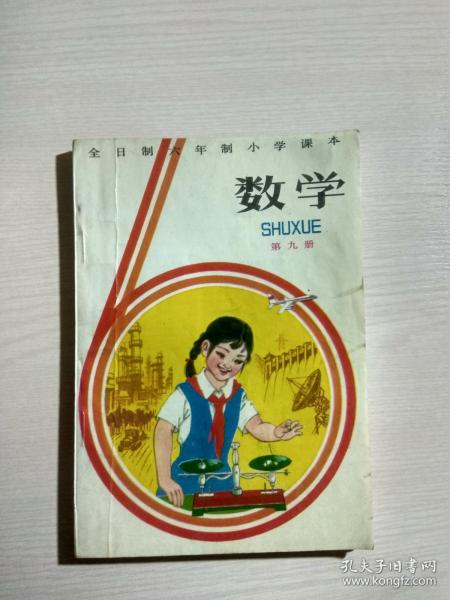 全日制六年制小学课本
数学
SHUXUE
第九册
孔夫子旧书网
www.kongfz.com